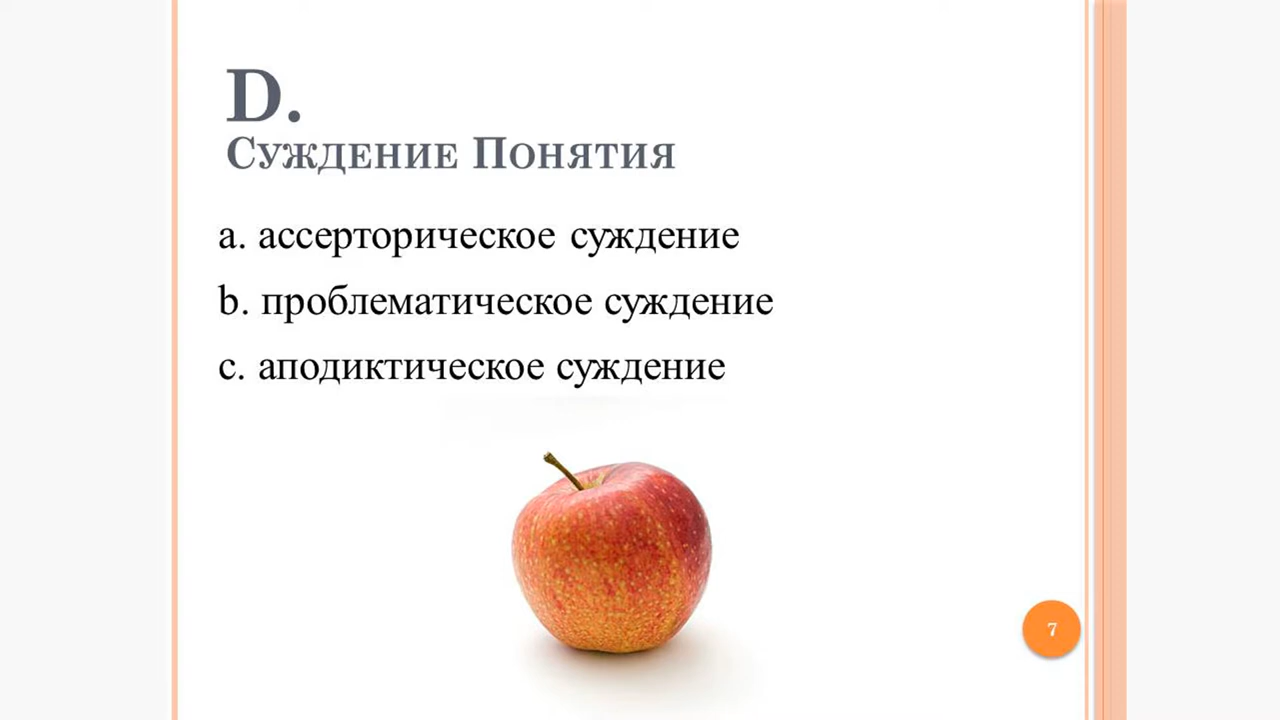 D.
Суждение Понятия
a. ассерторическое суждение
b. проблематическое суждение
c. аподиктическое суждение
7